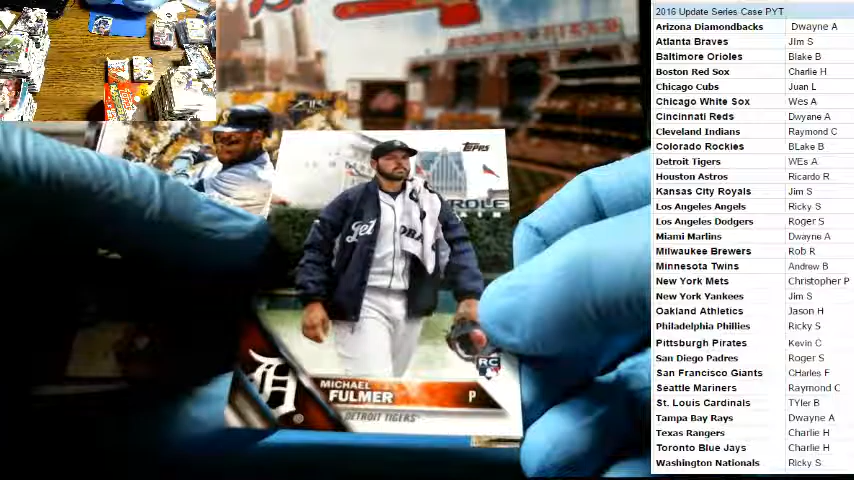 2016 Update Series Case PYT
Arizona Diamondbacks Dwayne A
Atlanta Braves Jim S
Baltimore Orioles Blake B
Boston Red Sox Charlie H
Chicago Cubs Juan L
Chicago White Sox Wes A
Cincinnati Reds Dwyane A
Cleveland Indians Raymond C
Colorado Rockies BLake B
Detroit Tigers WEs A
Houston Astros Ricardo R
Kansas City Royals Jim S
Los Angeles Angels Ricky S
Los Angeles Dodgers Roger S
Miami Marlins Dwayne A
Milwaukee Brewers Rob R
Minnesota Twins Andrew B
New York Mets Christopher P
New York Yankees Jim S
Oakland Athletics Jason H
Philadelphia Phillies Ricky S
Pittsburgh Pirates Kevin C
San Diego Padres Roger S
San Francisco Giants CHarles F
Seattle Mariners Raymond C
St. Louis Cardinals TYler B
Tampa Bay Rays Dwayne A
Texas Rangers Charlie H
Toronto Blue Jays Charlie H
Washington Nationals Ricky S
TOPPS
RC
MICHAEL
FULMER P
DETROIT TIGERS